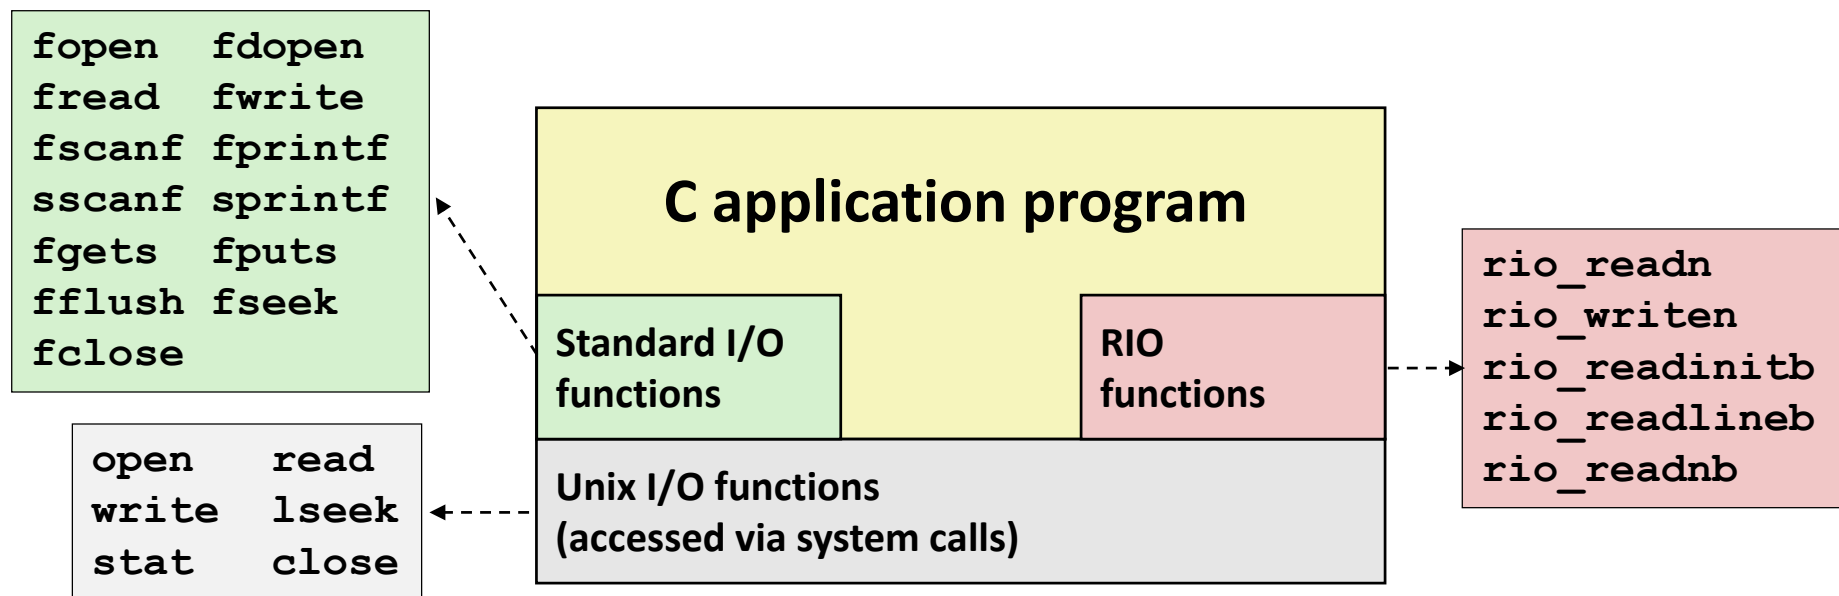 fopen fdopen
fread fwrite
fscanf fprintf
sscanf sprintf
fgets fputs
fflush fseek
fclose
C application program
Standard I/O
functions
RIO
functions
rio_readn
rio_writen
rio_readinitb
rio_readlineb
rio_readnb
open read
write lseek
stat close
Unix I/O functions
(accessed via system calls)